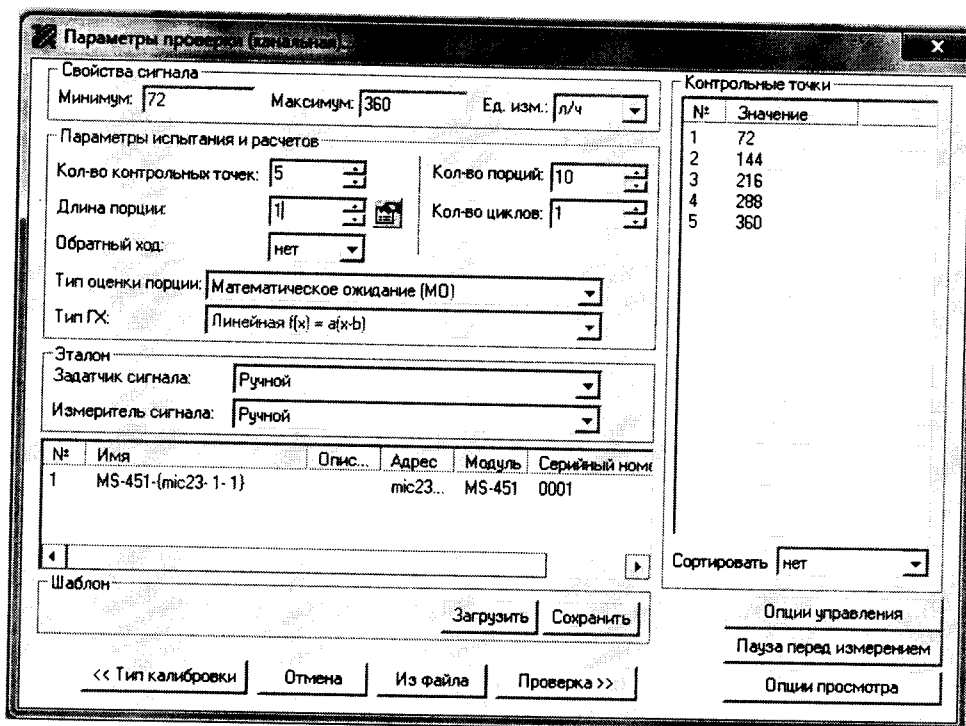 Параметры проверки (канальная)
Свойства сигнала
Минимум: 72 Максимум: 360 Ед. изм.: л/ч
Параметры испытания и расчетов
Кол-во контрольных точек: 5 Кол-во порций: 10
Длина порции: 1 Кол-во циклов: 1
Обратный ход: нет
Тип оценки порции: Математическое ожидание (МО)
Тип ГХ: Линейная f(x) = a(x-b)
Эталон
Задатчик сигнала: Ручной
Измеритель сигнала: Ручной
№ Имя Опис... Адрес Модуль Серийный номе
1 MS-451-{mic23- 1- 1} mic23... MS-451 0001
Шаблон
Загрузить Сохранить
<< Тип калибровки Отмена Из файла Проверка >>
Контрольные точки
№ Значение
1 72
2 144
3 216
4 288
5 360
Сортировать нет
Опции управления
Пауза перед измерением
Опции просмотра